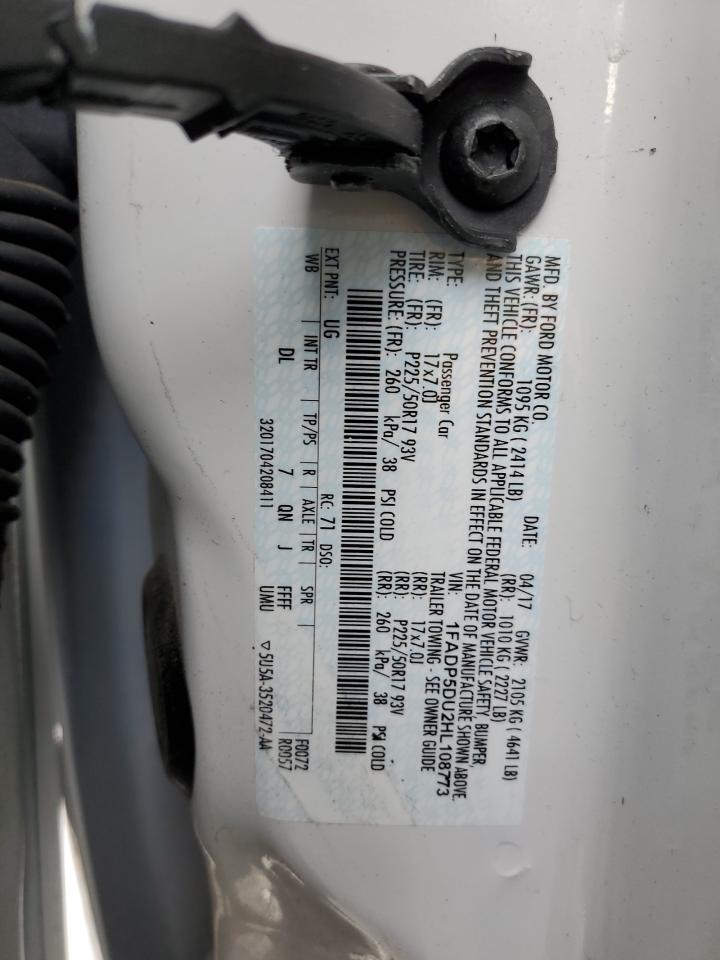 MFD. BY FORD MOTOR CO. DATE: 04/17 GVWR: 2105 KG ( 4641 LB)
GAWR: (FR): 1095 KG ( 2414 LB) (RR): 1010 KG ( 2227 LB)
THIS VEHICLE CONFORMS TO ALL APPLICABLE FEDERAL MOTOR VEHICLE SAFETY, BUMPER
AND THEFT PREVENTION STANDARDS IN EFFECT ON THE DATE OF MANUFACTURE SHOWN ABOVE.
VIN: 1FADP5DU2HL108773
TYPE: Passenger Car TRAILER TOWING - SEE OWNER GUIDE
RIM: (FR): 17x7.0J (RR): 17x7.0J
TIRE: (FR): P225/50R17 93V (RR): P225/50R17 93V
PRESSURE: (FR): 260 kPa/ 38 PSI COLD (RR): 260 kPa/ 38 PSI COLD
EXT PNT: UG RC: 71 DSO: F0072
WB INT TR TP/PS R AXLE TR SPR R0057
DL 7 QN J FFFF
3201704208411 UMU ▽5U5A-3520472-AA